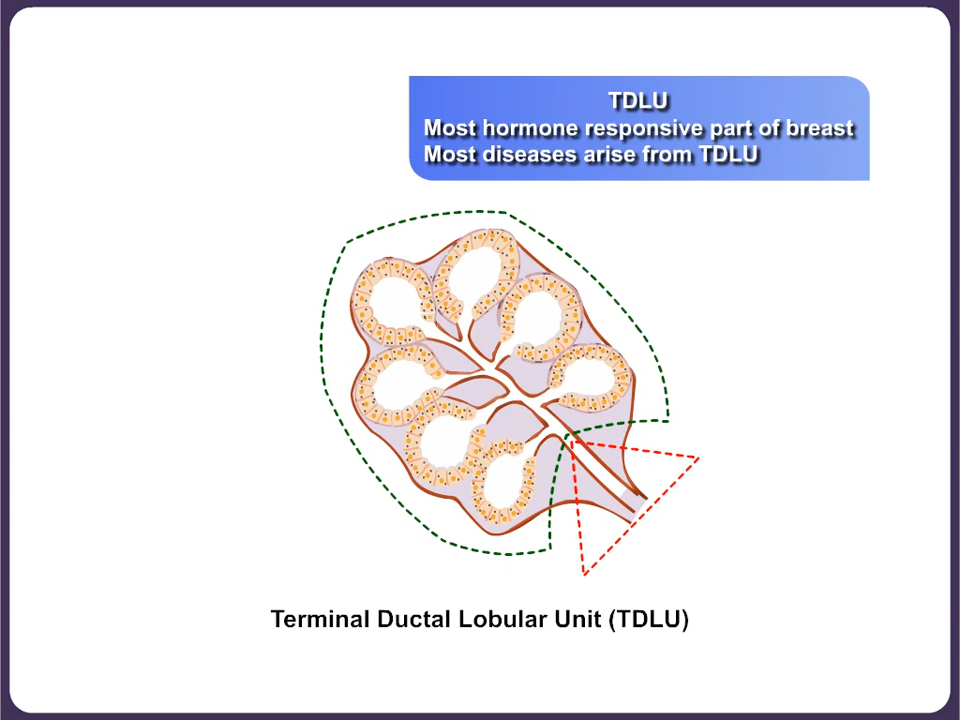 TDLU
Most hormone responsive part of breast
Most diseases arise from TDLU
Terminal Ductal Lobular Unit (TDLU)